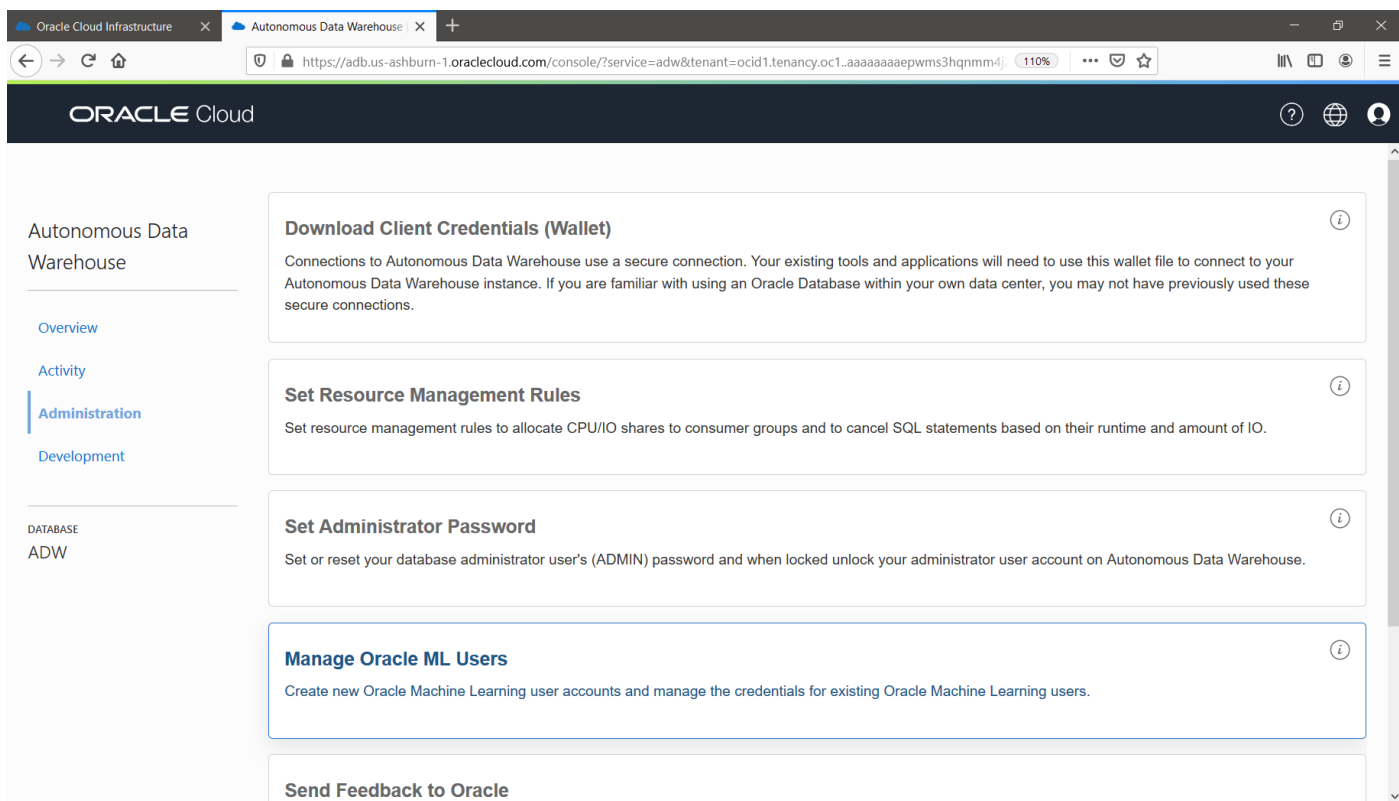 Oracle Cloud Infrastructure
Autonomous Data Warehouse |
https://adb.us-ashburn-1.oraclecloud.com/console/?service=adw&tenant=ocid1.tenancy.oc1..aaaaaaaaepwms3hqnmm4j
110%
ORACLE Cloud
Autonomous Data
Warehouse
Overview
Activity
Administration
Development
DATABASE
ADW
Download Client Credentials (Wallet)
Connections to Autonomous Data Warehouse use a secure connection. Your existing tools and applications will need to use this wallet file to connect to your
Autonomous Data Warehouse instance. If you are familiar with using an Oracle Database within your own data center, you may not have previously used these
secure connections.
Set Resource Management Rules
Set resource management rules to allocate CPU/IO shares to consumer groups and to cancel SQL statements based on their runtime and amount of IO.
Set Administrator Password
Set or reset your database administrator user's (ADMIN) password and when locked unlock your administrator user account on Autonomous Data Warehouse.
Manage Oracle ML Users
Create new Oracle Machine Learning user accounts and manage the credentials for existing Oracle Machine Learning users.
Send Feedback to Oracle